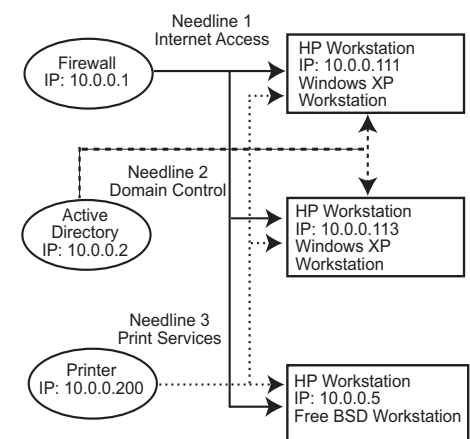 Needline 1
Internet Access
Firewall
IP: 10.0.0.1
HP Workstation
IP: 10.0.0.111
Windows XP
Workstation
Needline 2
Domain Control
Active
Directory
IP: 10.0.0.2
HP Workstation
IP: 10.0.0.113
Windows XP
Workstation
Needline 3
Print Services
Printer
IP: 10.0.0.200
HP Workstation
IP: 10.0.0.5
Free BSD Workstation